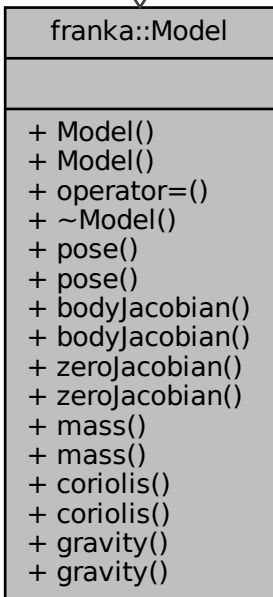 franka::Model
+ Model()
+ Model()
+ operator=()
+ ~Model()
+ pose()
+ pose()
+ bodyJacobian()
+ bodyJacobian()
+ zeroJacobian()
+ zeroJacobian()
+ mass()
+ mass()
+ coriolis()
+ coriolis()
+ gravity()
+ gravity()